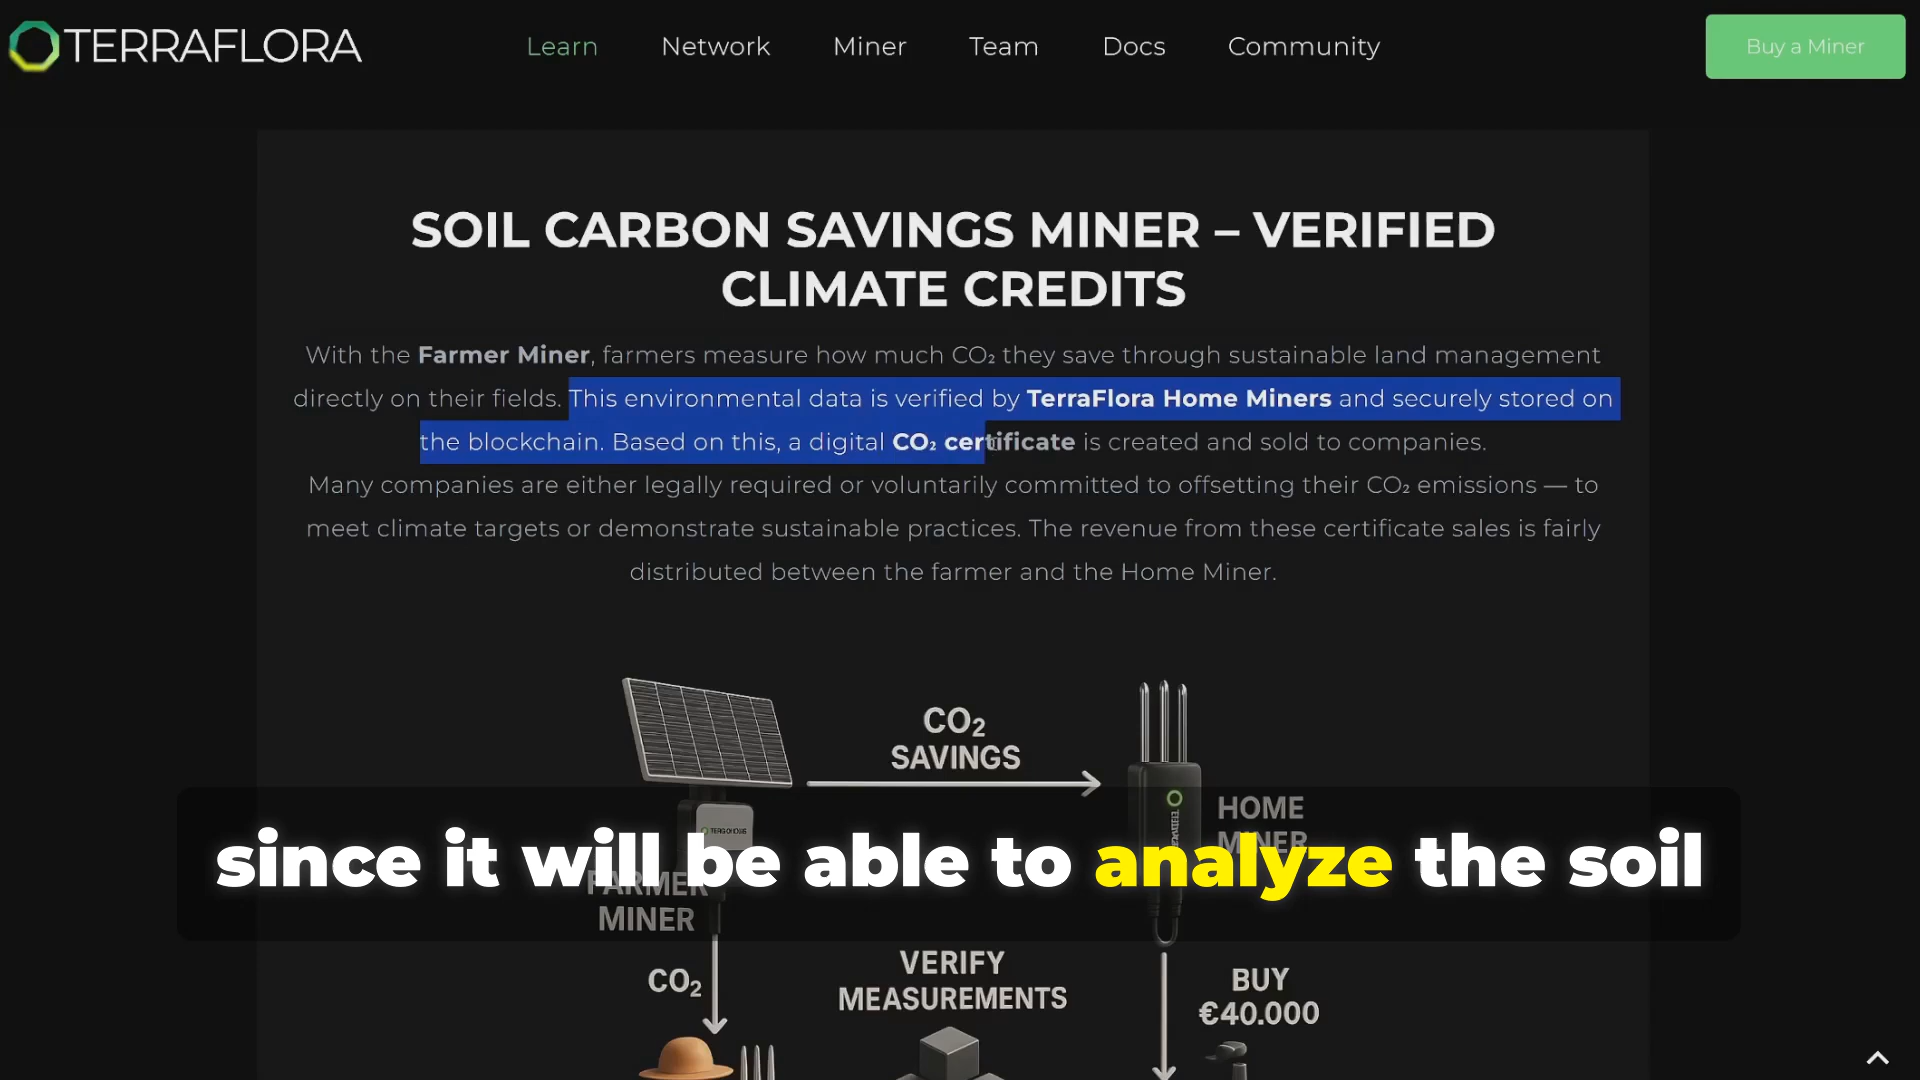 TERRAFLORA
Learn Network Miner Team Docs Community
Buy a Miner
SOIL CARBON SAVINGS MINER – VERIFIED
CLIMATE CREDITS
With the Farmer Miner, farmers measure how much CO₂ they save through sustainable land management
directly on their fields. This environmental data is verified by TerraFlora Home Miners and securely stored on
the blockchain. Based on this, a digital CO₂ certificate is created and sold to companies.
Many companies are either legally required or voluntarily committed to offsetting their CO₂ emissions — to
meet climate targets or demonstrate sustainable practices. The revenue from these certificate sales is fairly
distributed between the farmer and the Home Miner.
CO₂
SAVINGS
HOME
MINER
since it will be able to analyze the soil
FARMER
MINER
CO₂
VERIFY
MEASUREMENTS
BUY
€40.000